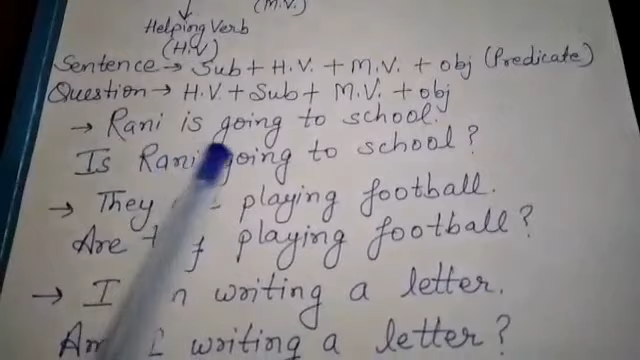 (M.V.)
Helping Verb
(H.V)
Sentence → Sub + H.V. + M.V. + obj (Predicate)
Question → H.V. + Sub + M.V. + obj
→ Rani is going to school.
Is Rani going to school?
→ They playing football.
Are playing football?
→ I writing a letter.
Am I writing a letter?